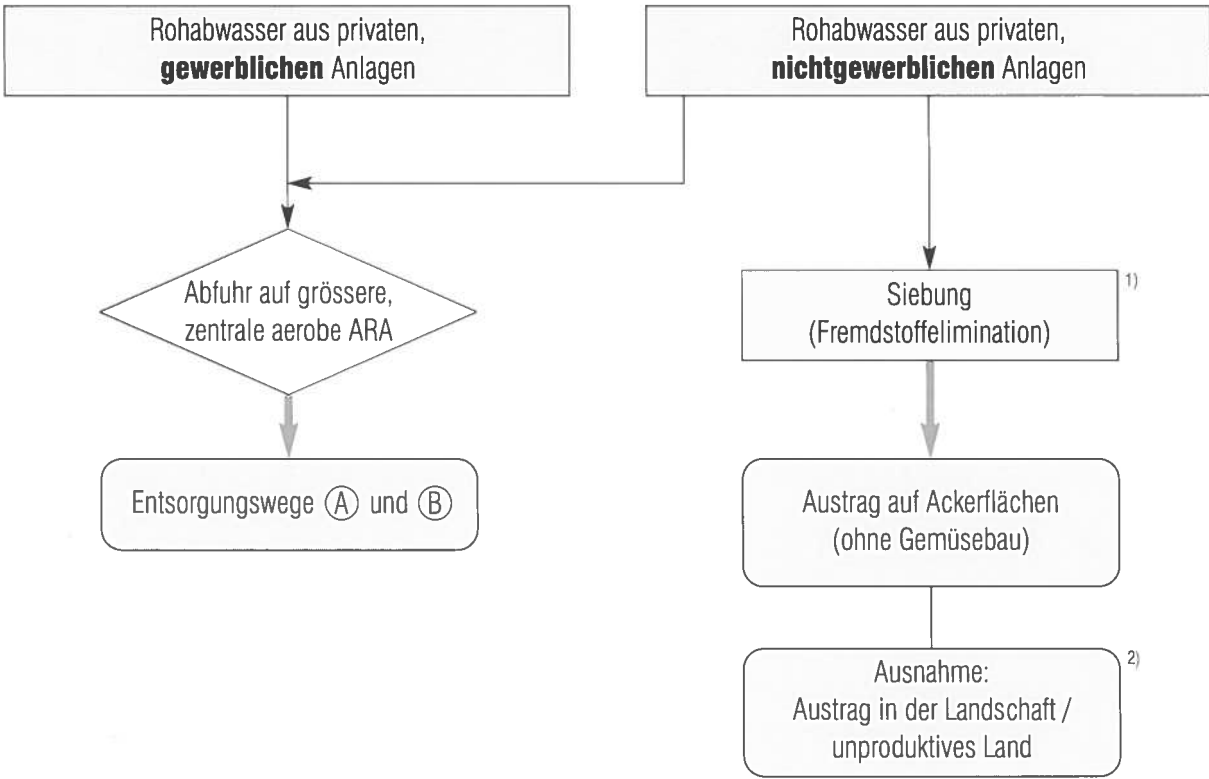 Rohabwasser aus privaten,
gewerblichen Anlagen
Rohabwasser aus privaten,
nichtgewerblichen Anlagen
Abfuhr auf grössere,
zentrale aerobe ARA
Siebung
(Fremdstoffelimination)
1)
Entsorgungswege A und B
Austrag auf Ackerflächen
(ohne Gemüsebau)
Ausnahme:
Austrag in der Landschaft /
unproduktives Land
2)